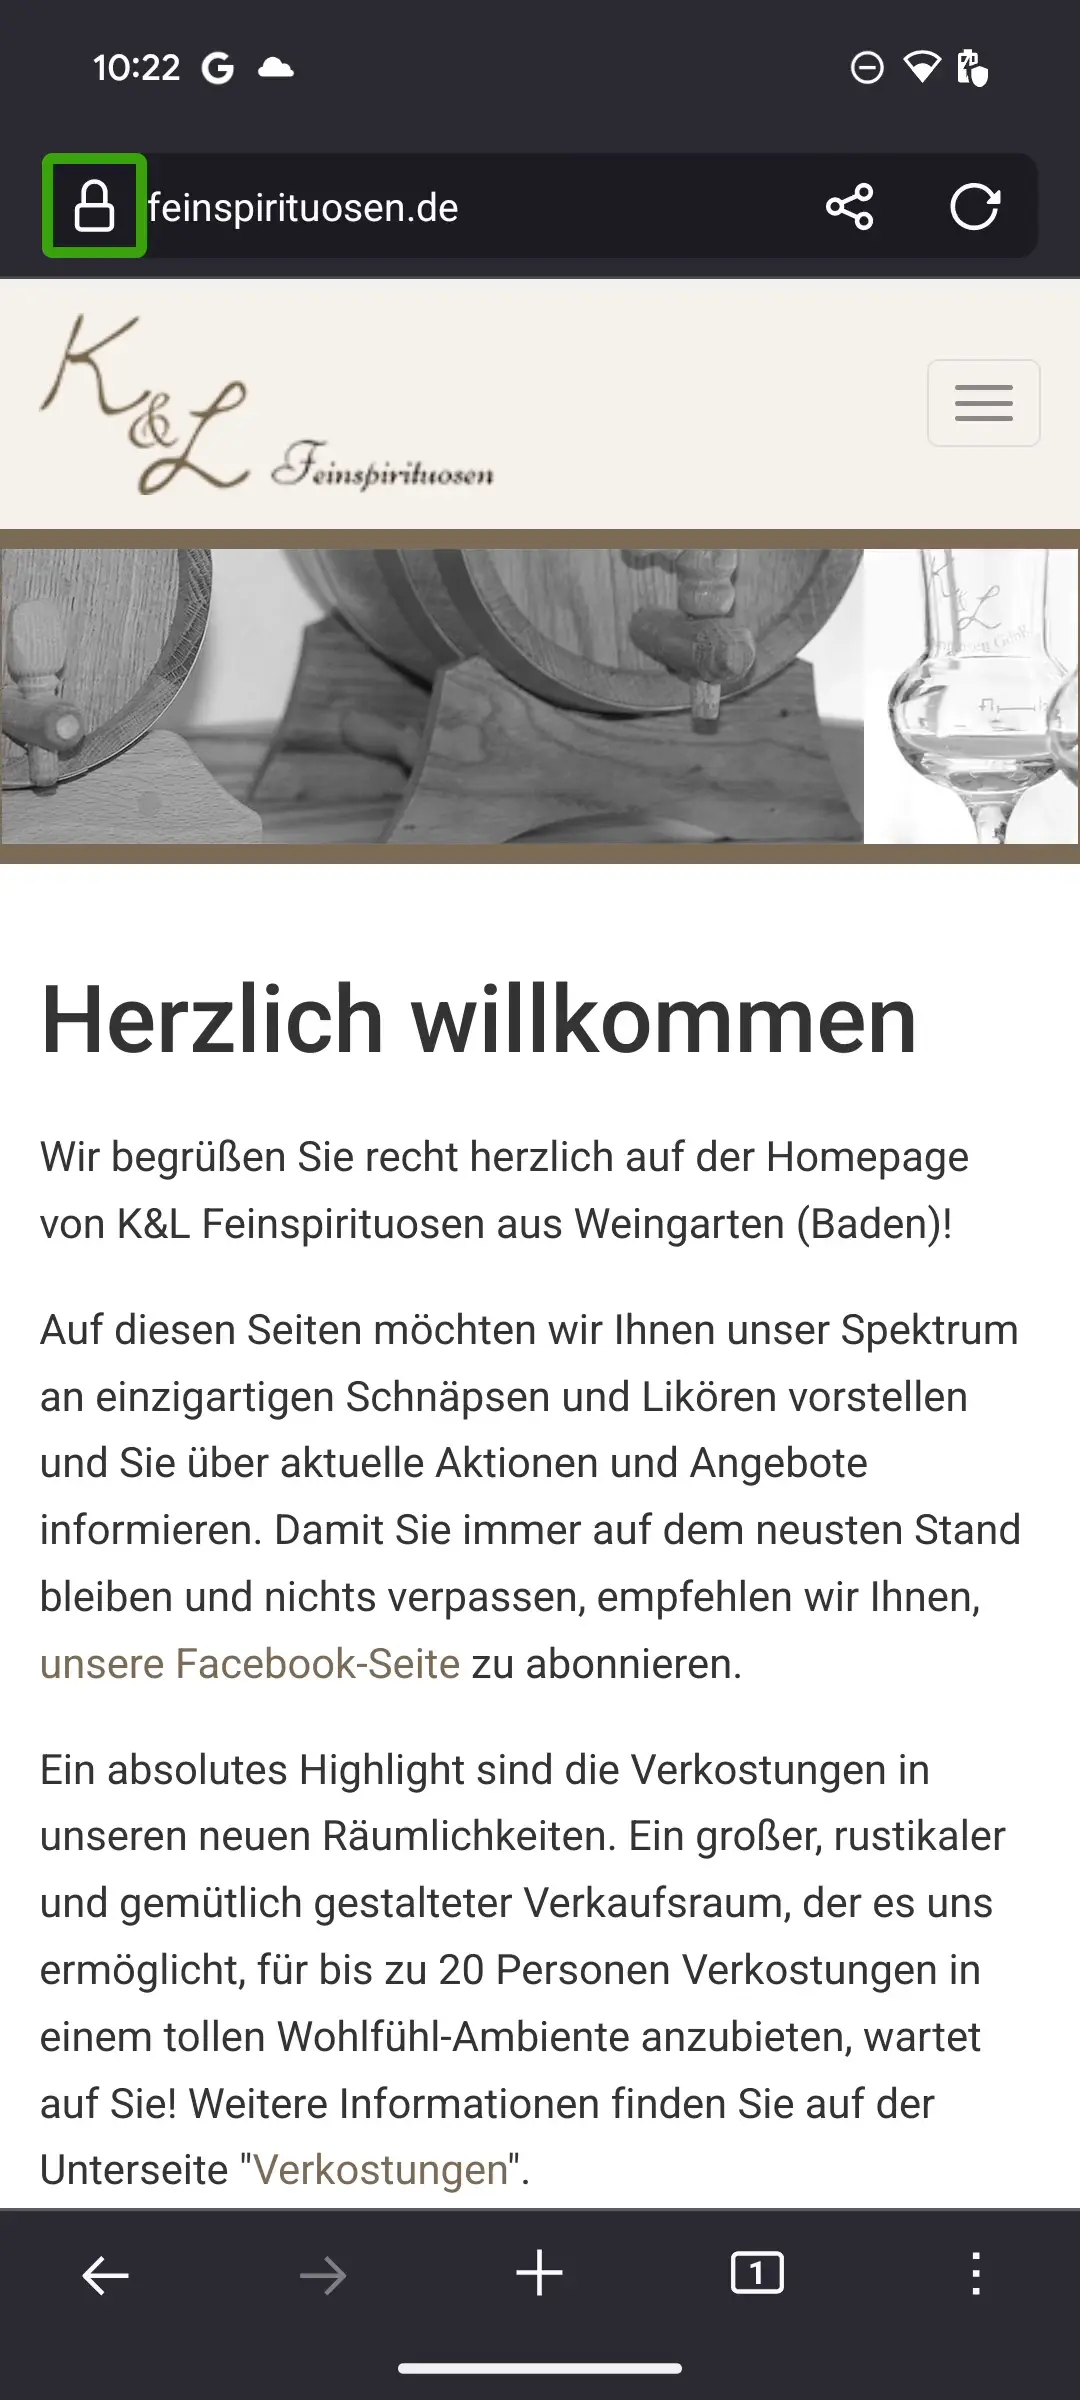 10:22
feinspirituosen.de
K&L Feinspirituosen
K&L
Herzlich willkommen
Wir begrüßen Sie recht herzlich auf der Homepage
von K&L Feinspirituosen aus Weingarten (Baden)!
Auf diesen Seiten möchten wir Ihnen unser Spektrum
an einzigartigen Schnäpsen und Likören vorstellen
und Sie über aktuelle Aktionen und Angebote
informieren. Damit Sie immer auf dem neusten Stand
bleiben und nichts verpassen, empfehlen wir Ihnen,
unsere Facebook-Seite zu abonnieren.
Ein absolutes Highlight sind die Verkostungen in
unseren neuen Räumlichkeiten. Ein großer, rustikaler
und gemütlich gestalteter Verkaufsraum, der es uns
ermöglicht, für bis zu 20 Personen Verkostungen in
einem tollen Wohlfühl-Ambiente anzubieten, wartet
auf Sie! Weitere Informationen finden Sie auf der
Unterseite "Verkostungen".
1